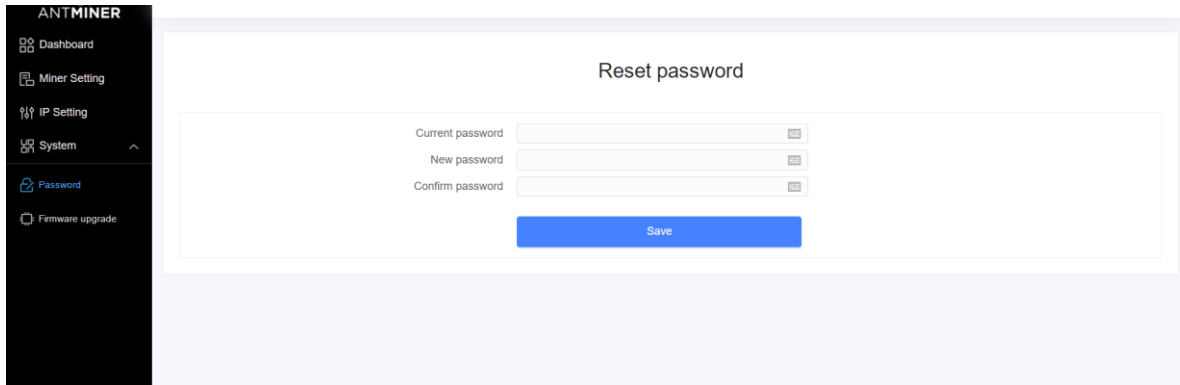 ANTMINER
Dashboard
Miner Setting
IP Setting
System
Password
Firmware upgrade
Reset password
Current password
New password
Confirm password
Save